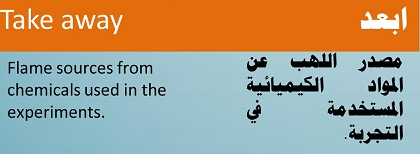 Take away
ابعد
Flame sources from
chemicals used in the
experiments.
مصدر اللهب عن
المواد الكيميائية
المستخدمة في
التجربة.